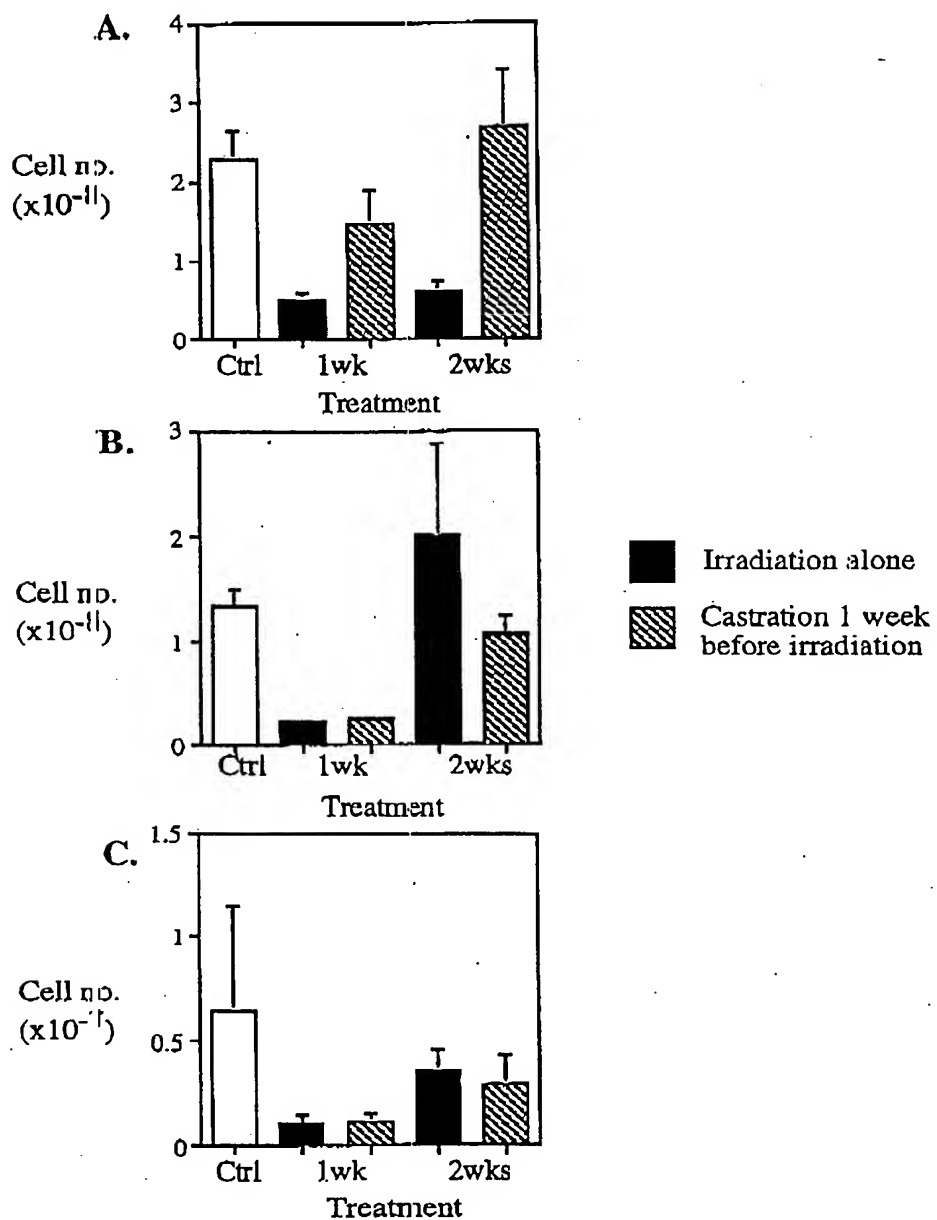 A.
4
3
2
1
0
Cell no.
Ctrl 1wk 2wks
Treatment
B.
3
2
1
0
Cell no.
Ctrl 1wk 2wks
Treatment
Irradiation alone
Castration 1 week
before irradiation
C.
1.5
1
0.5
0
Cell no.
Ctrl 1wk 2wks
Treatment